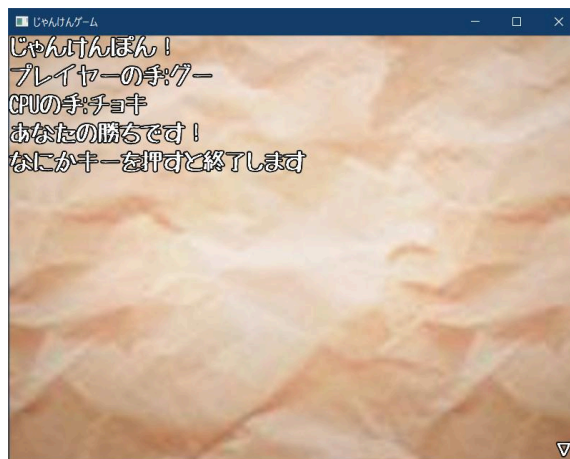 じゃんけんゲーム
じゃんけんぽん！
プレイヤーの手:グー
CPUの手:チョキ
あなたの勝ちです！
なにかキーを押すと終了します
▽